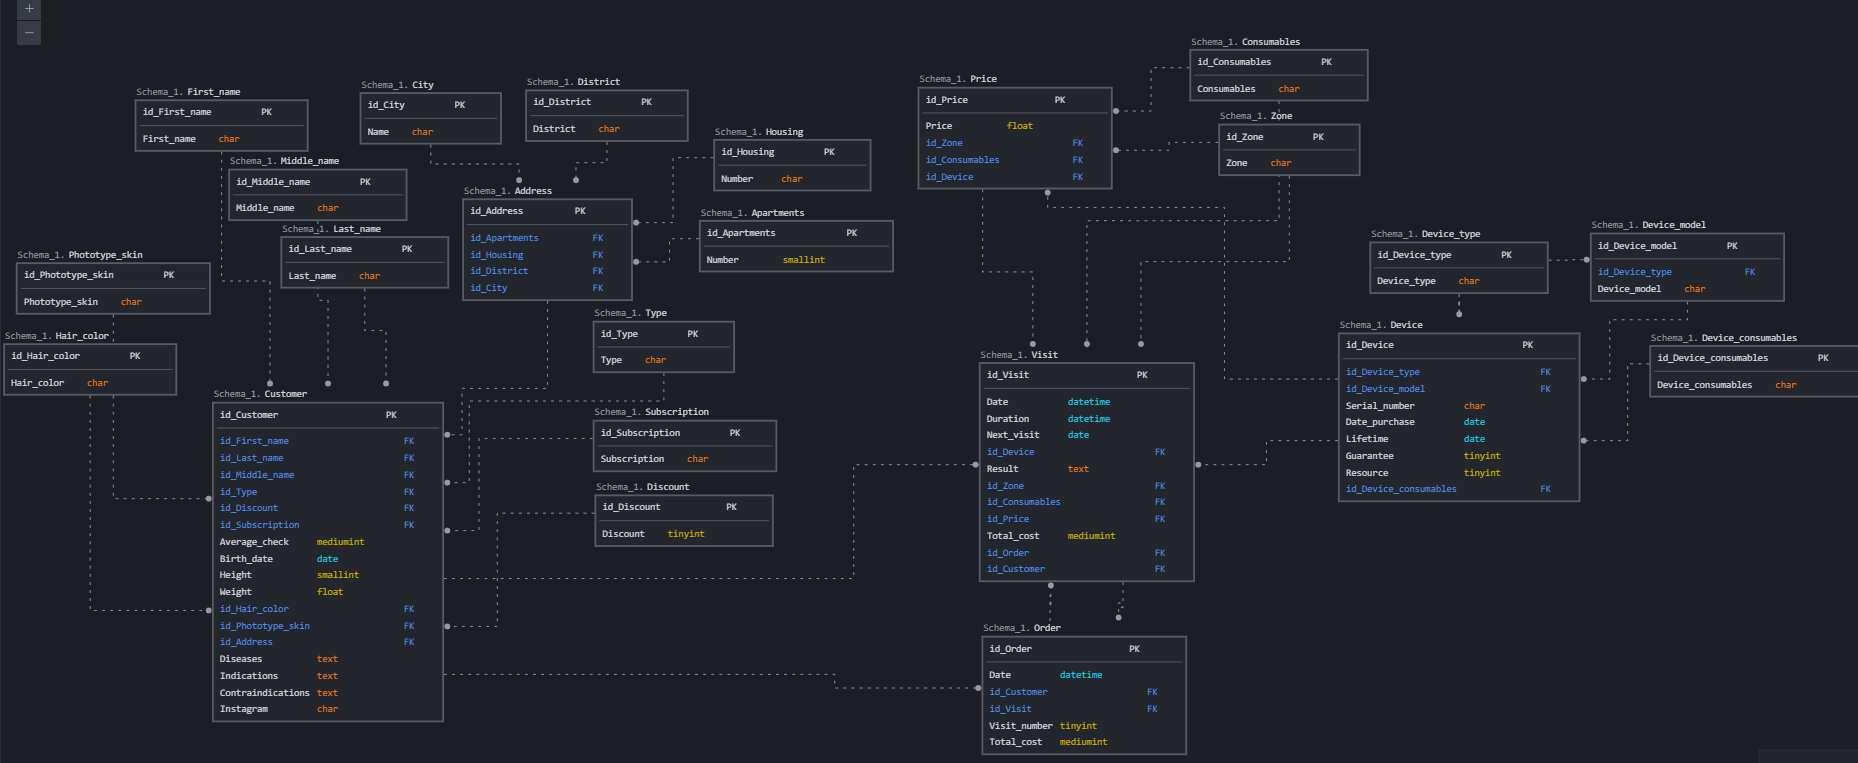 +
−
Schema_1. First_name
id_First_name PK
First_name char
Schema_1. City
id_City PK
Name char
Schema_1. District
id_District PK
District char
Schema_1. Housing
id_Housing PK
Number char
Schema_1. Middle_name
id_Middle_name PK
Middle_name char
Schema_1. Address
id_Address PK
id_Apartments FK
id_Housing FK
id_District FK
id_City FK
Schema_1. Apartments
id_Apartments PK
Number smallint
Schema_1. Last_name
id_Last_name PK
Last_name char
Schema_1. Phototype_skin
id_Phototype_skin PK
Phototype_skin char
Schema_1. Hair_color
id_Hair_color PK
Hair_color char
Schema_1. Type
id_Type PK
Type char
Schema_1. Customer
id_Customer PK
id_First_name FK
id_Last_name FK
id_Middle_name FK
id_Type FK
id_Discount FK
id_Subscription FK
Average_check mediumint
Birth_date date
Height smallint
Weight float
id_Hair_color FK
id_Phototype_skin FK
id_Address FK
Diseases text
Indications text
Contraindications text
Instagram char
Schema_1. Subscription
id_Subscription PK
Subscription char
Schema_1. Discount
id_Discount PK
Discount tinyint
Schema_1. Price
id_Price PK
Price float
id_Zone FK
id_Consumables FK
id_Device FK
Schema_1. Consumables
id_Consumables PK
Consumables char
Schema_1. Zone
id_Zone PK
Zone char
Schema_1. Device_type
id_Device_type PK
Device_type char
Schema_1. Device_model
id_Device_model PK
id_Device_type FK
Device_model char
Schema_1. Device
id_Device PK
id_Device_type FK
id_Device_model FK
Serial_number char
Date_purchase date
Lifetime date
Guarantee tinyint
Resource tinyint
id_Device_consumables FK
Schema_1. Device_consumables
id_Device_consumables PK
Device_consumables char
Schema_1. Visit
id_Visit PK
Date datetime
Duration datetime
Next_visit date
id_Device FK
Result text
id_Zone FK
id_Consumables FK
id_Price FK
Total_cost mediumint
id_Order FK
id_Customer FK
Schema_1. Order
id_Order PK
Date datetime
id_Customer FK
id_Visit FK
Visit_number tinyint
Total_cost mediumint